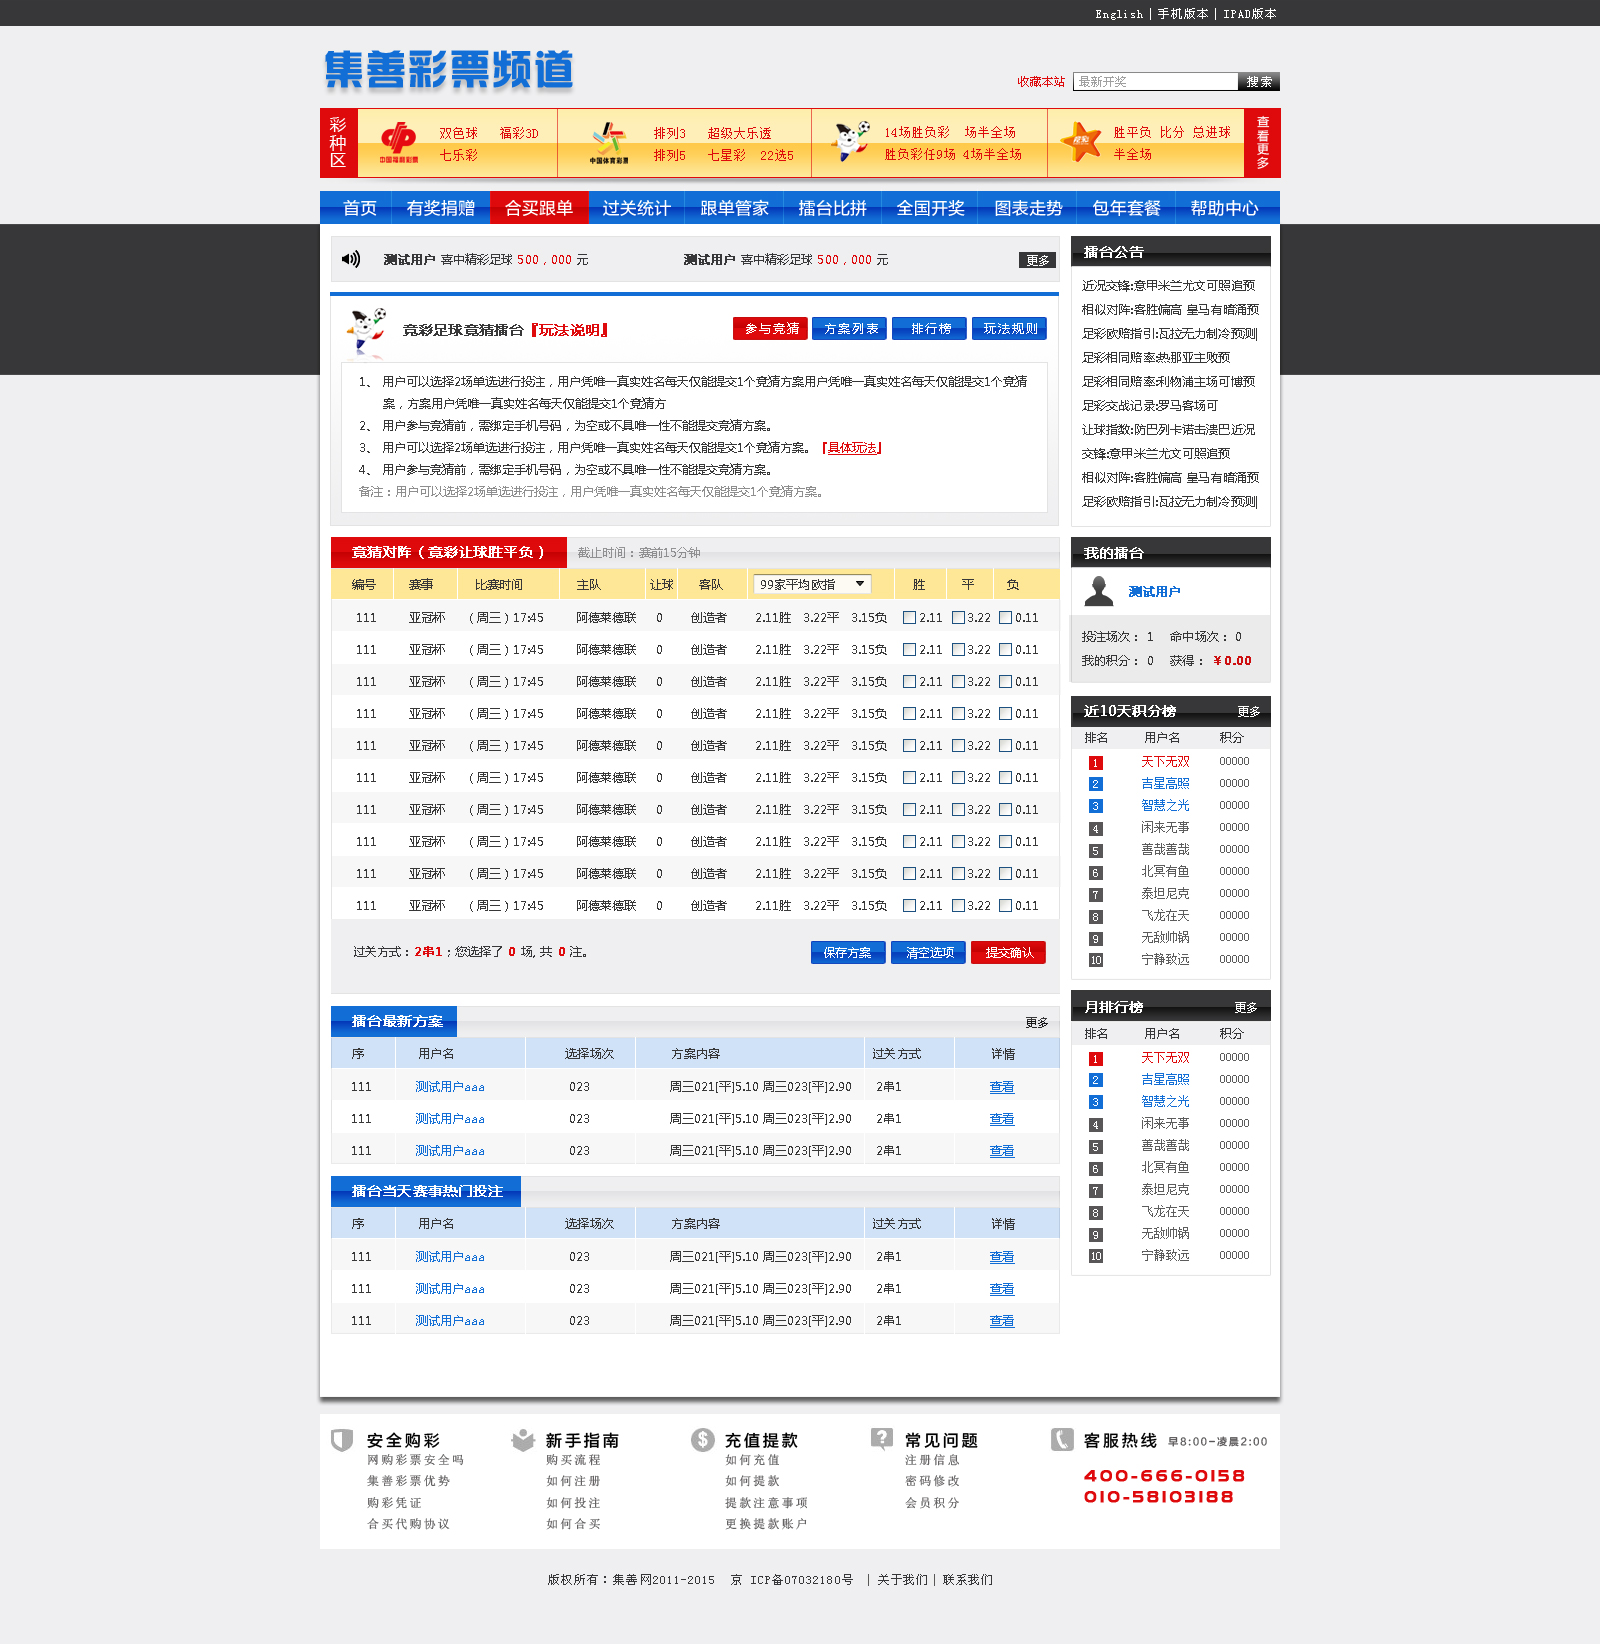 English | 手机版本 | IPAD版本
集善彩票频道
收藏本站 最新开奖 搜索
彩种区
中国福利彩票
双色球 福彩3D
七乐彩
中国体育彩票
排列3 超级大乐透
排列5 七星彩 22选5
14场胜负彩 场半全场
胜负彩任9场 4场半全场
胜平负 比分 总进球
半全场
查看更多
首页 有奖捐赠 合买跟单 过关统计 跟单管家 擂台比拼 全国开奖 图表走势 包年套餐 帮助中心
测试用户 喜中精彩足球 500，000 元 测试用户 喜中精彩足球 500，000 元 更多
竞彩足球竞猜擂台『玩法说明』 参与竞猜 方案列表 排行榜 玩法规则
1、 用户可以选择2场单选进行投注，用户凭唯一真实姓名每天仅能提交1个竞猜方案用户凭唯一真实姓名每天仅能提交1个竞猜
案，方案用户凭唯一真实姓名每天仅能提交1个竞猜方
2、 用户参与竞猜前，需绑定手机号码，为空或不具唯一性不能提交竞猜方案。
3、 用户可以选择2场单选进行投注，用户凭唯一真实姓名每天仅能提交1个竞猜方案。『具体玩法』
4、 用户参与竞猜前，需绑定手机号码，为空或不具唯一性不能提交竞猜方案。
备注：用户可以选择2场单选进行投注，用户凭唯一真实姓名每天仅能提交1个竞猜方案。
竞猜对阵（竞彩让球胜平负） 截止时间：赛前15分钟
编号 赛事 比赛时间 主队 让球 客队 99家平均欧指 胜 平 负
111 亚冠杯 （周三）17:45 阿德莱德联 0 创造者 2.11胜 3.22平 3.15负 2.11 3.22 0.11
111 亚冠杯 （周三）17:45 阿德莱德联 0 创造者 2.11胜 3.22平 3.15负 2.11 3.22 0.11
111 亚冠杯 （周三）17:45 阿德莱德联 0 创造者 2.11胜 3.22平 3.15负 2.11 3.22 0.11
111 亚冠杯 （周三）17:45 阿德莱德联 0 创造者 2.11胜 3.22平 3.15负 2.11 3.22 0.11
111 亚冠杯 （周三）17:45 阿德莱德联 0 创造者 2.11胜 3.22平 3.15负 2.11 3.22 0.11
111 亚冠杯 （周三）17:45 阿德莱德联 0 创造者 2.11胜 3.22平 3.15负 2.11 3.22 0.11
111 亚冠杯 （周三）17:45 阿德莱德联 0 创造者 2.11胜 3.22平 3.15负 2.11 3.22 0.11
111 亚冠杯 （周三）17:45 阿德莱德联 0 创造者 2.11胜 3.22平 3.15负 2.11 3.22 0.11
111 亚冠杯 （周三）17:45 阿德莱德联 0 创造者 2.11胜 3.22平 3.15负 2.11 3.22 0.11
111 亚冠杯 （周三）17:45 阿德莱德联 0 创造者 2.11胜 3.22平 3.15负 2.11 3.22 0.11
过关方式：2串1；您选择了 0 场, 共 0 注。 保存方案 清空选项 提交确认
擂台最新方案 更多
序 用户名 选择场次 方案内容 过关方式 详情
111 测试用户aaa 023 周三021[平]5.10 周三023[平]2.90 2串1 查看
111 测试用户aaa 023 周三021[平]5.10 周三023[平]2.90 2串1 查看
111 测试用户aaa 023 周三021[平]5.10 周三023[平]2.90 2串1 查看
擂台当天赛事热门投注
序 用户名 选择场次 方案内容 过关方式 详情
111 测试用户aaa 023 周三021[平]5.10 周三023[平]2.90 2串1 查看
111 测试用户aaa 023 周三021[平]5.10 周三023[平]2.90 2串1 查看
111 测试用户aaa 023 周三021[平]5.10 周三023[平]2.90 2串1 查看
擂台公告
近况交锋:意甲米兰尤文可照追预
相似对阵:客胜偏高 皇马有暗涌预
足彩欧赔指引:瓦拉无力制冷预测
足彩相同赔率:热那亚主败预
足彩相同赔率:利物浦主场可博预
足彩交战记录:罗马客场可
让球指数:防巴列卡诺击溃巴近况
交锋:意甲米兰尤文可照追预
相似对阵:客胜偏高 皇马有暗涌预
足彩欧赔指引:瓦拉无力制冷预测
我的擂台
测试用户
投注场次： 1 命中场次： 0
我的积分： 0 获得： ￥0.00
近10天积分榜 更多
排名 用户名 积分
1 天下无双 00000
2 吉星高照 00000
3 智慧之光 00000
4 闲来无事 00000
5 善哉善哉 00000
6 北冥有鱼 00000
7 泰坦尼克 00000
8 飞龙在天 00000
9 无敌帅锅 00000
10 宁静致远 00000
月排行榜 更多
排名 用户名 积分
1 天下无双 00000
2 吉星高照 00000
3 智慧之光 00000
4 闲来无事 00000
5 善哉善哉 00000
6 北冥有鱼 00000
7 泰坦尼克 00000
8 飞龙在天 00000
9 无敌帅锅 00000
10 宁静致远 00000
安全购彩
网购彩票安全吗
集善彩票优势
购彩凭证
合买代购协议
新手指南
购买流程
如何注册
如何投注
如何合买
充值提款
如何充值
如何提款
提款注意事项
更换提款账户
常见问题
注册信息
密码修改
会员积分
客服热线 早8:00-凌晨2:00
400-666-0158
010-58103188
版权所有：集善网2011-2015 京 ICP备07032180号 | 关于我们 | 联系我们